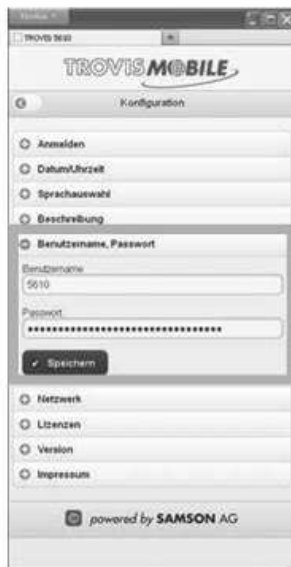 Firefox
TROVIS 5610
TROVIS MOBILE
Konfiguration
Anmelden
Datum/Uhrzeit
Sprachauswahl
Beschreibung
Benutzername, Passwort
Benutzername
5610
Passwort
••••••••••••••••••••••••••••••••
Speichern
Netzwerk
Lizenzen
Version
Impressum
powered by SAMSON AG